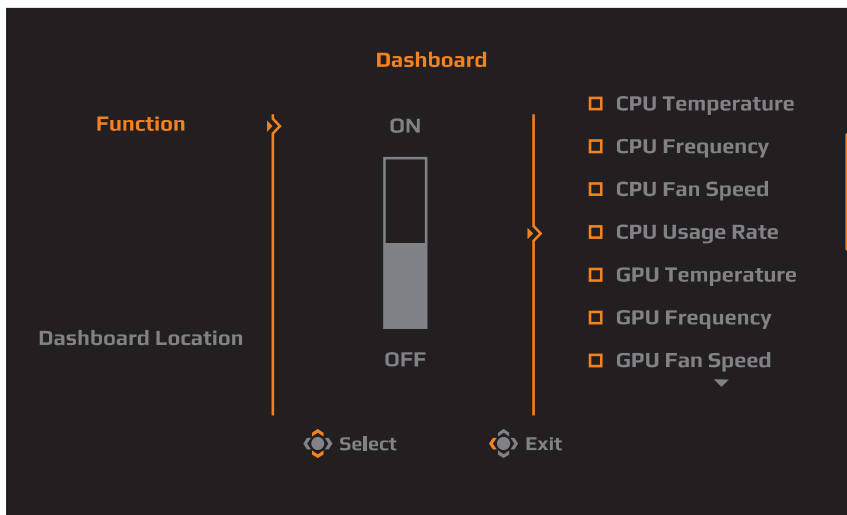 Dashboard
Function
Dashboard Location
ON
OFF
CPU Temperature
CPU Frequency
CPU Fan Speed
CPU Usage Rate
GPU Temperature
GPU Frequency
GPU Fan Speed
Select
Exit